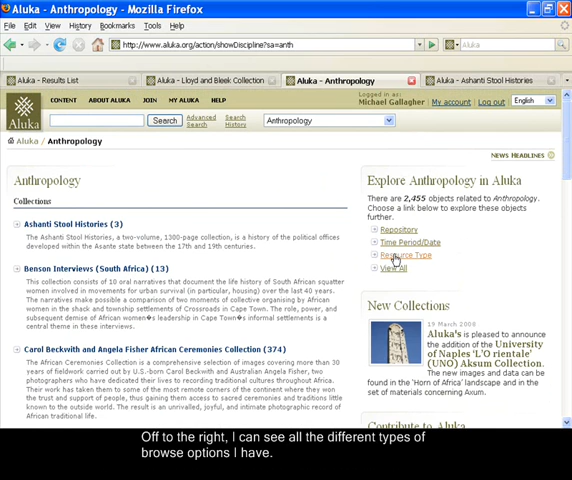 Aluka - Anthropology - Mozilla Firefox
File Edit View History Bookmarks Tools Help
http://www.aluka.org/action/showDiscipline?sa=anth
Aluka
Aluka - Results List
Aluka - Lloyd and Bleek Collection
Aluka - Anthropology
Aluka - Ashanti Stool Histories
Aluka
CONTENT ABOUT ALUKA JOIN MY ALUKA HELP
Logged in as:
Michael Gallagher
My account Log out English
Search
Advanced
Search
Search
History
Anthropology
Aluka / Anthropology
NEWS HEADLINES
Anthropology
Collections
Ashanti Stool Histories (3)
The Ashanti Stool Histories, a two-volume, 1300-page collection, is a history of the political offices
developed within the Asante state between the 17th and 19th centuries.
Benson Interviews (South Africa) (13)
This collection consists of 10 oral narratives that document the life history of South African squatter
women involved in movements for urban survival (in particular, housing) over the last 40 years.
The narratives make possible a comparison of two moments of collective organising by African
women in the shack and township settlements of Crossroads in Cape Town. The role, power, and
subsequent demise of African women�s leadership in Cape Town�s informal settlements is a
central theme in these interviews.
Carol Beckwith and Angela Fisher African Ceremonies Collection (374)
The African Ceremonies Collection is a comprehensive selection of images covering more than 30
years of fieldwork carried out by U.S.-born Carol Beckwith and Australian Angela Fisher, two
photographers who have dedicated their lives to recording traditional cultures throughout Africa.
Their work has taken them to some of the most remote corners of the continent where they won
the trust and support of people, thus gaining them access to sacred ceremonies and traditions little
known to the outside world. The result is an unrivalled, joyful, and intimate photographic record of
African traditional life.
Explore Anthropology in Aluka
There are 2,455 objects related to Anthropology.
Choose a link below to explore these objects
further.
Repository
Time Period/Date
Resource Type
View All
New Collections
19 March 2008
Aluka's is pleased to announce
the addition of the University
of Naples 'L'O rientale'
(UNO) Aksum Collection.
The new images and data can be
found in the 'Horn of Africa' landscape and in the
set of materials concerning Axum.
Contribute to Aluka
Off to the right, I can see all the different types of
browse options I have.